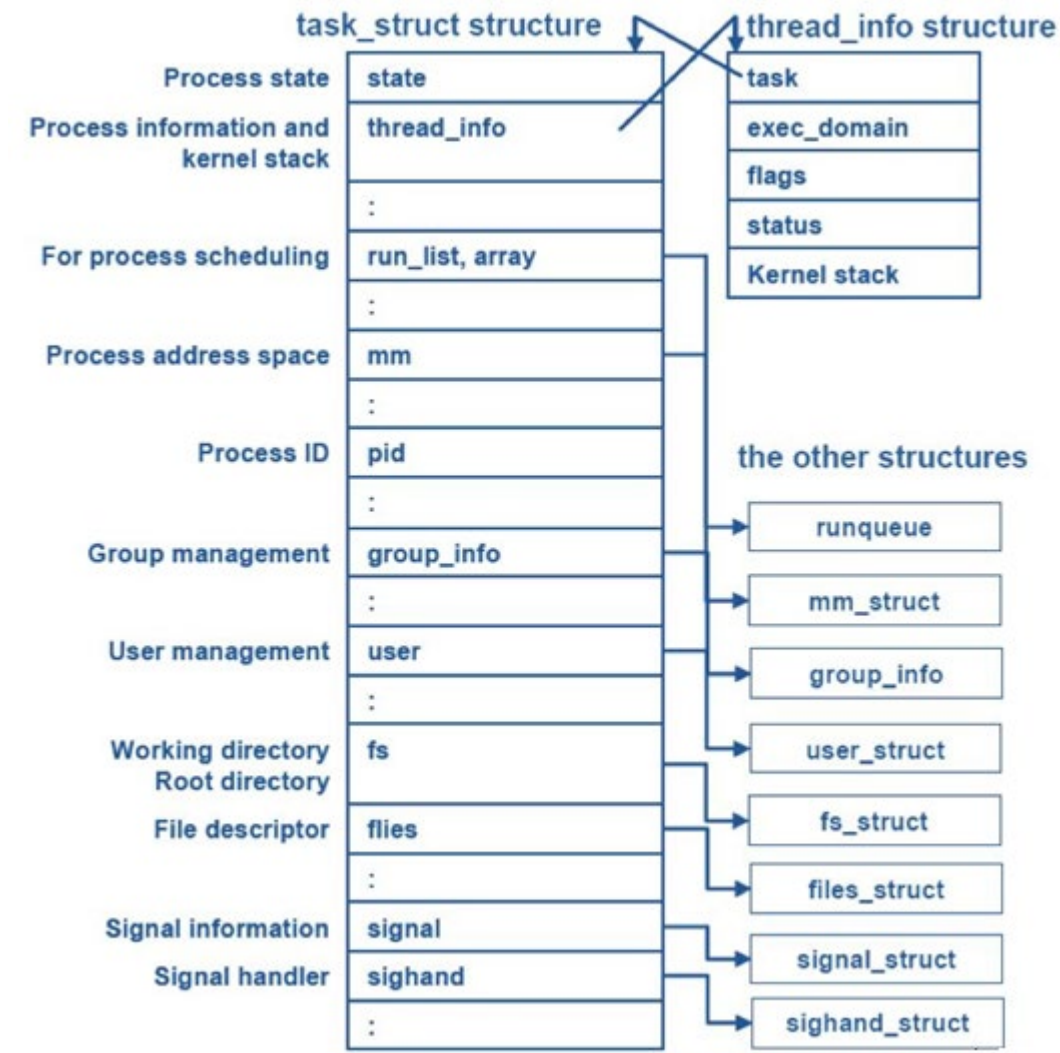 task_struct structure
thread_info structure
Process state
state
task
Process information and
kernel stack
thread_info
exec_domain
flags
:
status
For process scheduling
run_list, array
Kernel stack
:
Process address space
mm
:
Process ID
pid
the other structures
:
runqueue
Group management
group_info
:
mm_struct
User management
user
group_info
:
user_struct
Working directory
Root directory
fs
fs_struct
File descriptor
flies
:
files_struct
Signal information
signal
signal_struct
Signal handler
sighand
sighand_struct
: